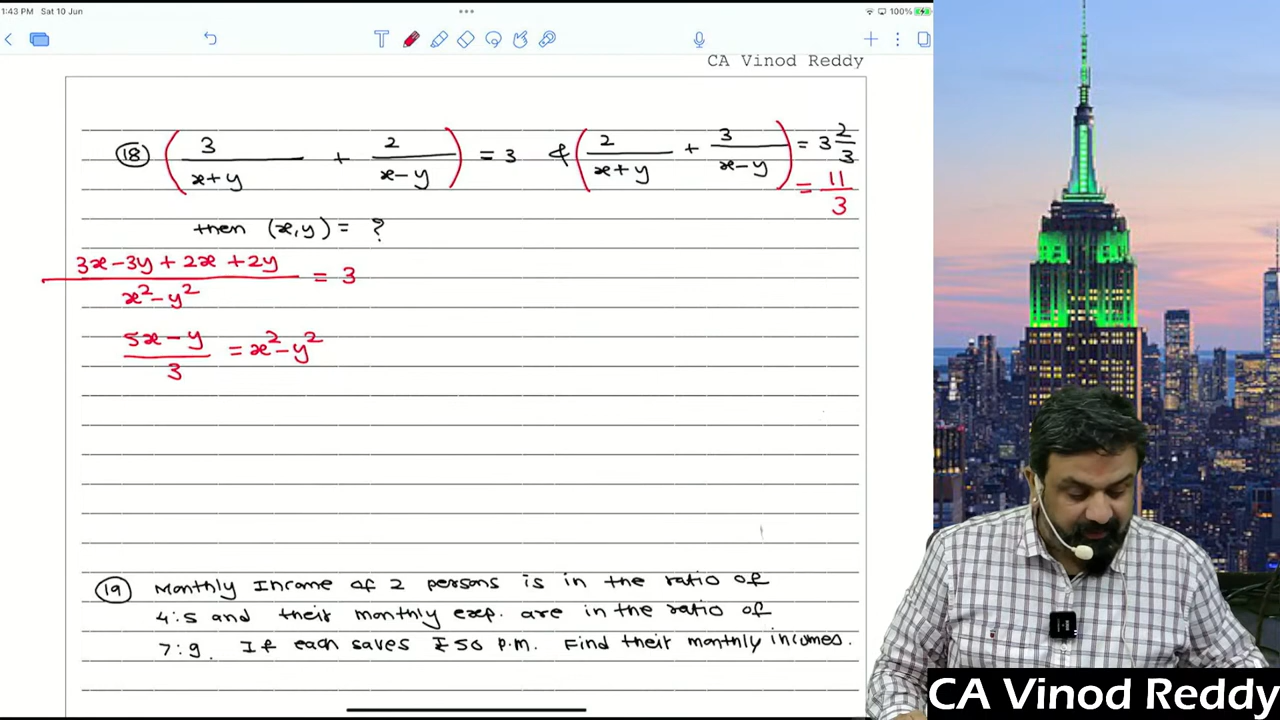 1:43 PM Sat 10 Jun
100%
T
CA Vinod Reddy
(18) (3/(x+y) + 2/(x-y)) = 3 & (2/(x+y) + 3/(x-y)) = 3 2/3
= 11/3
then (x,y) = ?
(3x-3y+2x+2y)/(x²-y²) = 3
(5x-y)/3 = x²-y²
(19) Monthly Income of 2 persons is in the ratio of
4:5 and their monthly exp. are in the ratio of
7:9. If each saves ₹50 p.m. Find their monthly incomes.
CA Vinod Reddy